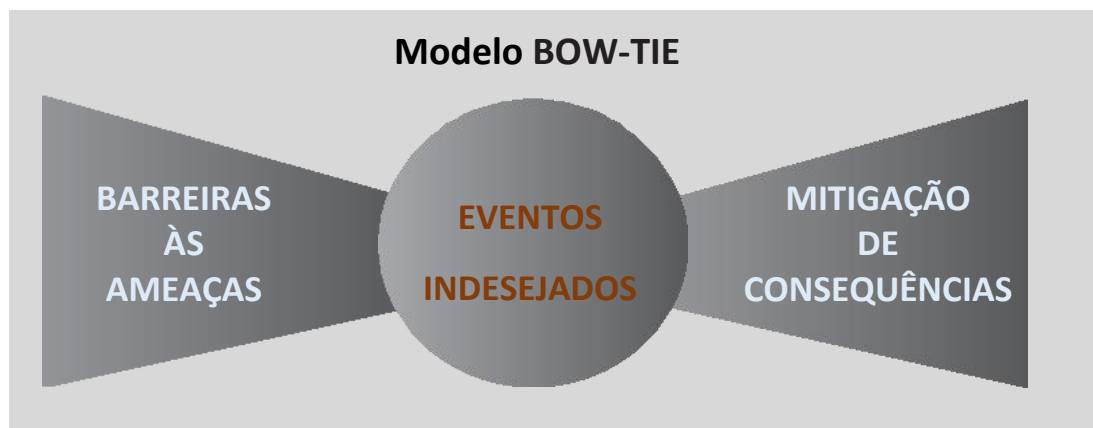 Modelo BOW-TIE
BARREIRAS
ÀS
AMEAÇAS
EVENTOS
INDESEJADOS
MITIGAÇÃO
DE
CONSEQUÊNCIAS